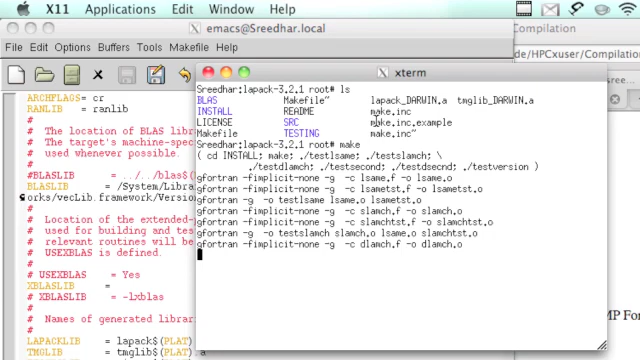 X11 Applications Edit Window Help
emacs@Sreedhar.local
Compilation
File Edit Options Buffers Tools Makefile Help
de/HPCxuser/Compilation
xterm
ARCHFLAGS= cr
RANLIB = ranlib
# The location of BLAS
# The target's machine-spec
# used whenever possible.
#BLASLIB = ../../blas$(
BLASLIB = /System/Librar
orks/vecLib.framework/Version
# Location of the extended-
# used for building and te
# relevant routines will be
# USEXBLAS is defined.
# USEXBLAS = Yes
XBLASLIB =
# XBLASLIB = -lxblas
# Names of generated librar
LAPACKLIB = lapack$(PLAT).
TMGLIB = tmglib$(PLAT).a
Sreedhar:lapack-3.2.1 root# ls
BLAS Makefile~ lapack_DARWIN.a tmglib_DARWIN.a
INSTALL README make.inc
LICENSE SRC make.inc.example
Makefile TESTING make.inc~
Sreedhar:lapack-3.2.1 root# make
( cd INSTALL; make; ./testlsame; ./testslamch; \
./testdlamch; ./testsecond; ./testdsecnd; ./testversion )
gfortran -fimplicit-none -g -c lsame.f -o lsame.o
gfortran -fimplicit-none -g -c lsametst.f -o lsametst.o
gfortran -g -o testlsame lsame.o lsametst.o
gfortran -fimplicit-none -g -c slamch.f -o slamch.o
gfortran -fimplicit-none -g -c slamchtst.f -o slamchtst.o
gfortran -g -o testslamch slamch.o lsame.o slamchtst.o
gfortran -fimplicit-none -g -c dlamch.f -o dlamch.o
MP For